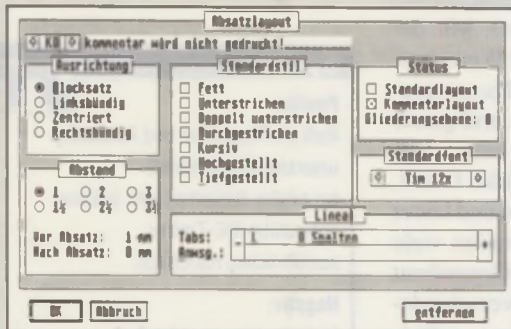 Absatzlayout
KO kommentar wird nicht gedruckt!
Ausrichtung
Blocksatz
Linksbündig
Zentriert
Rechtsbündig
Standardstil
Fett
Unterstrichen
Doppelt unterstrichen
Durchgestrichen
Kursiv
Hochgestellt
Tiefgestellt
Status
Standardlayout
Kommentarlayout
Gliederungsebene: 0
Standardfont
Tim 12x
Abstand
1 2 3
1½ 2½ 3½
Vor Absatz: 1 mm
Nach Absatz: 0 mm
Lineal
Tabs: - L 0 Spalten +
Anwsg.:
OK Abbruch entfernen